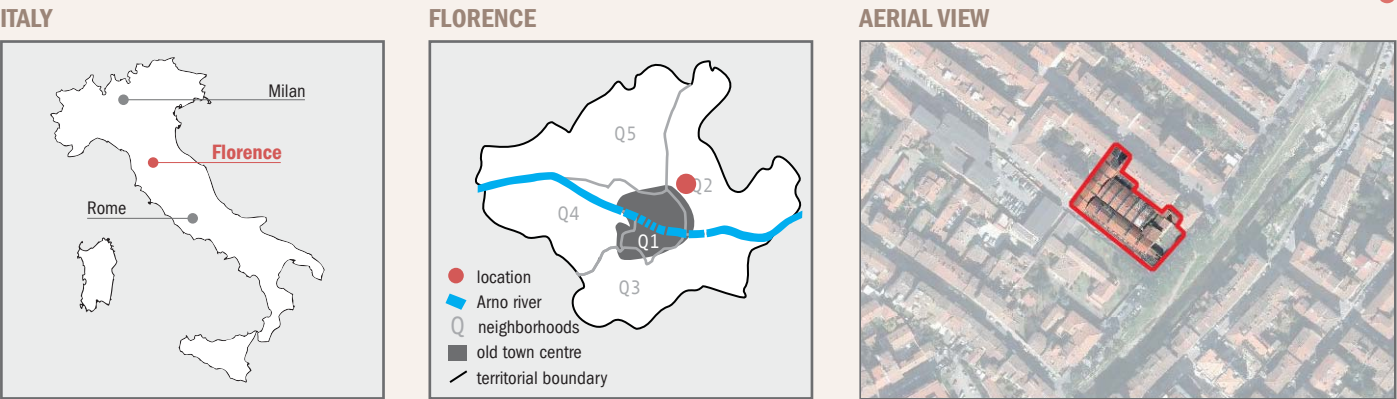 ITALY
Milan
Florence
Rome
FLORENCE
Q5
Q2
Q4
Q1
Q3
location
Arno river
Q neighborhoods
old town centre
territorial boundary
AERIAL VIEW